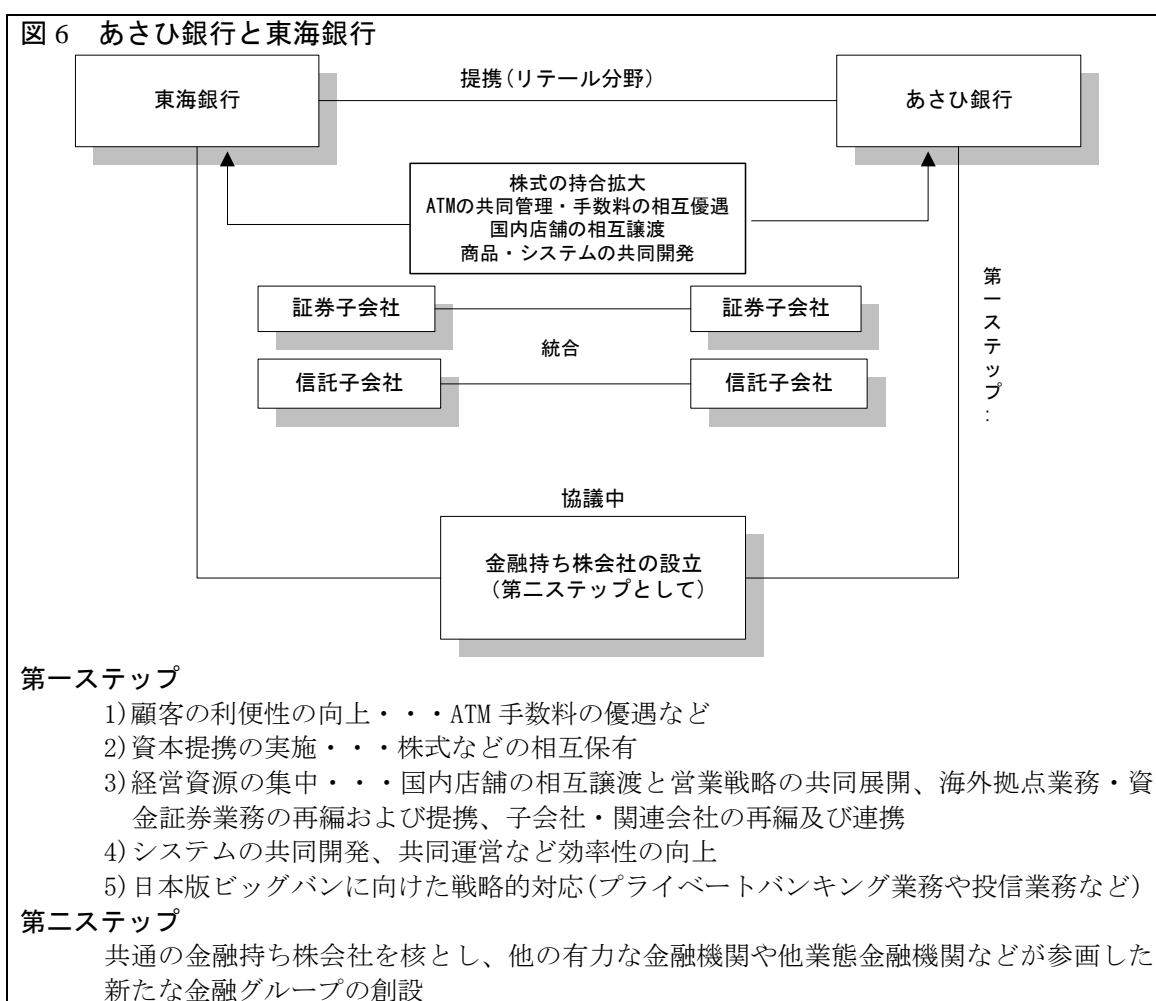 図6 あさひ銀行と東海銀行
提携(リテール分野)
東海銀行
あさひ銀行
株式の持合拡大
ATMの共同管理・手数料の相互優遇
国内店舗の相互譲渡
商品・システムの共同開発
第一ステップ:
証券子会社
証券子会社
統合
信託子会社
信託子会社
協議中
金融持ち株会社の設立
(第二ステップとして)
第一ステップ
1)顧客の利便性の向上・・・ATM手数料の優遇など
2)資本提携の実施・・・株式などの相互保有
3)経営資源の集中・・・国内店舗の相互譲渡と営業戦略の共同展開、海外拠点業務・資
金証券業務の再編および提携、子会社・関連会社の再編及び連携
4)システムの共同開発、共同運営など効率性の向上
5)日本版ビッグバンに向けた戦略的対応(プライベートバンキング業務や投信業務など)
第二ステップ
共通の金融持ち株会社を核とし、他の有力な金融機関や他業態金融機関などが参画した
新たな金融グループの創設